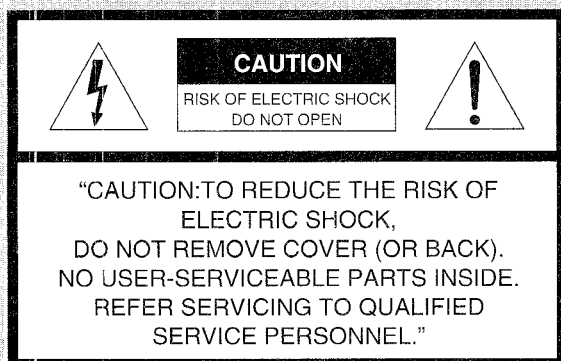 CAUTION
RISK OF ELECTRIC SHOCK
DO NOT OPEN
“CAUTION:TO REDUCE THE RISK OF
ELECTRIC SHOCK,
DO NOT REMOVE COVER (OR BACK).
NO USER-SERVICEABLE PARTS INSIDE.
REFER SERVICING TO QUALIFIED
SERVICE PERSONNEL.”